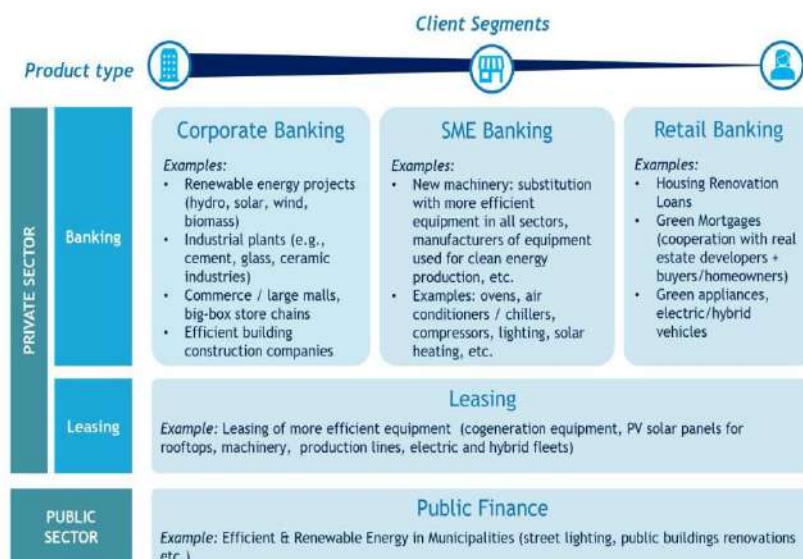 Client Segments
Product type
PRIVATE SECTOR
Banking
Corporate Banking
Examples:
• Renewable energy projects
(hydro, solar, wind,
biomass)
• Industrial plants (e.g.,
cement, glass, ceramic
industries)
• Commerce / large malls,
big-box store chains
• Efficient building
construction companies
SME Banking
Examples:
• New machinery: substitution
with more efficient
equipment in all sectors,
manufacturers of equipment
used for clean energy
production, etc.
• Examples: ovens, air
conditioners / chillers,
compressors, lighting, solar
heating, etc.
Retail Banking
Examples:
• Housing Renovation
Loans
• Green Mortgages
(cooperation with real
estate developers +
buyers/homeowners)
• Green appliances,
electric/hybrid
vehicles
Leasing
Leasing
Example: Leasing of more efficient equipment (cogeneration equipment, PV solar panels for
rooftops, machinery, production lines, electric and hybrid fleets)
PUBLIC
SECTOR
Public Finance
Example: Efficient & Renewable Energy in Municipalities (street lighting, public buildings renovations
etc.)